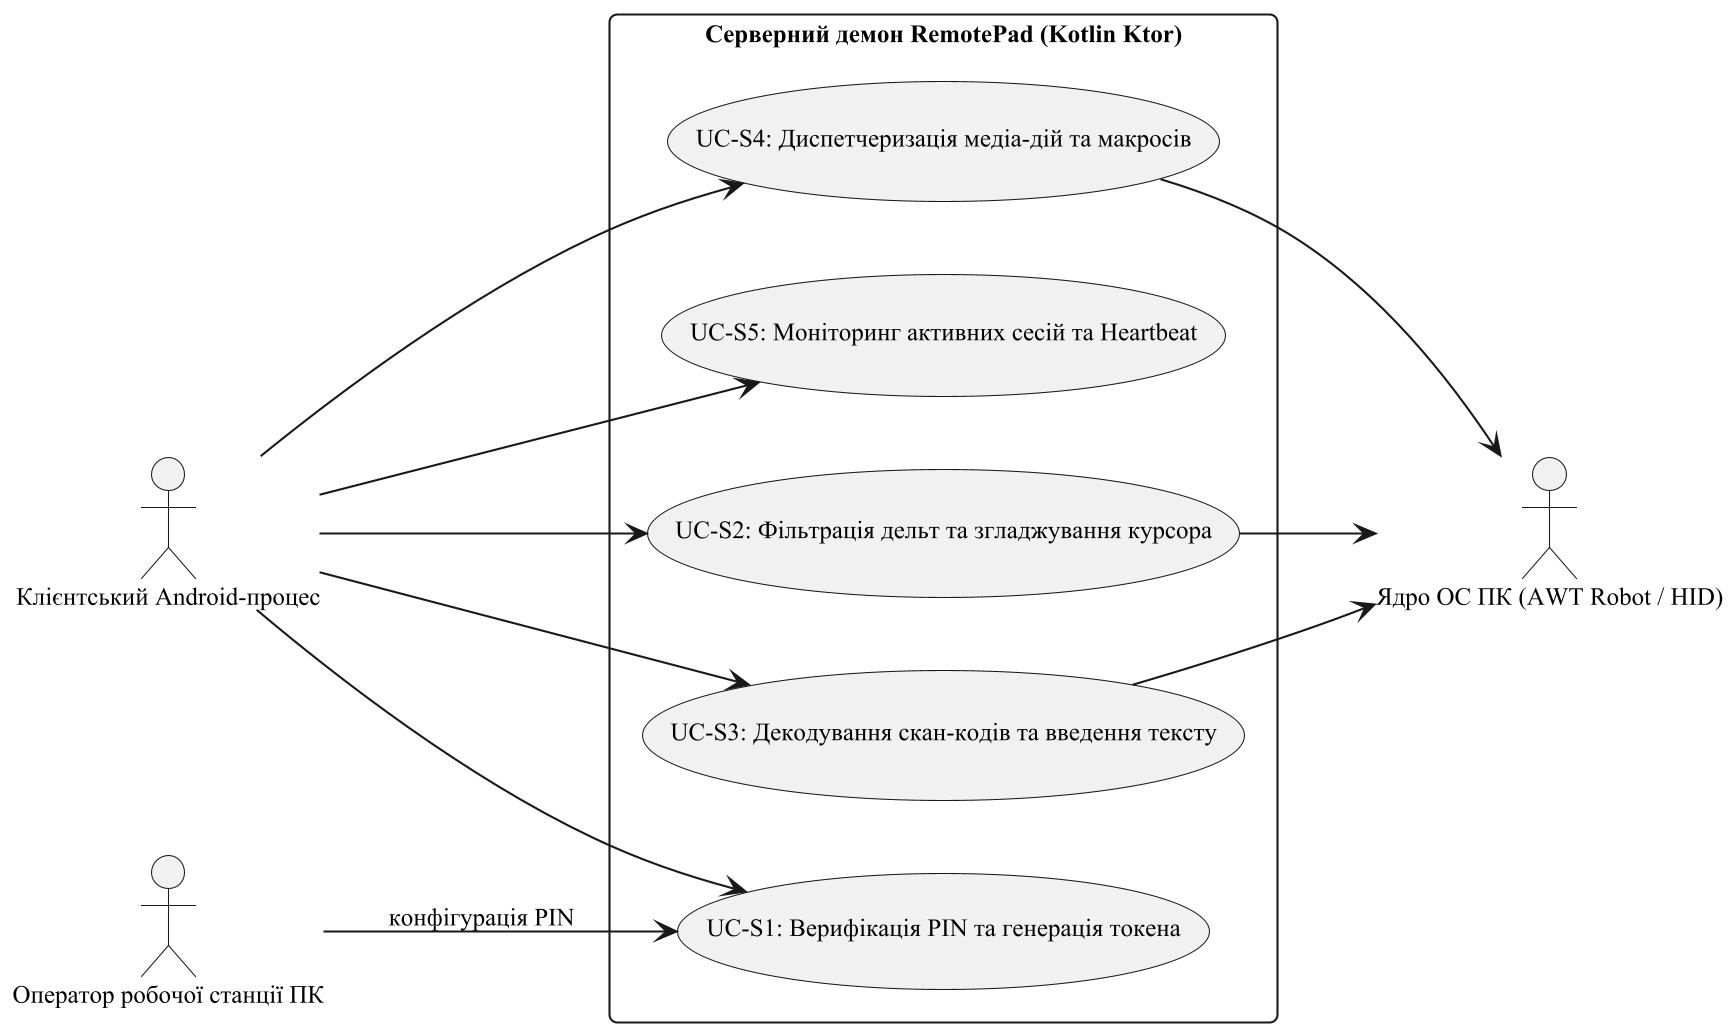 Серверний демон RemotePad (Kotlin Ktor)
UC-S4: Диспетчеризація медіа-дій та макросів
UC-S5: Моніторинг активних сесій та Heartbeat
UC-S2: Фільтрація дельт та згладжування курсора
Клієнтський Android-процес
Ядро ОС ПК (AWT Robot / HID)
UC-S3: Декодування скан-кодів та введення тексту
конфігурація PIN
UC-S1: Верифікація PIN та генерація токена
Оператор робочої станції ПК